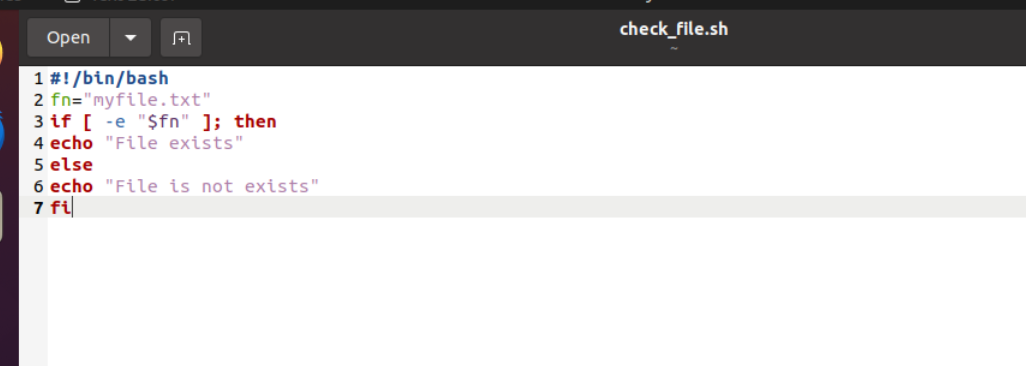 Open
check_file.sh
~
1 #!/bin/bash
2 fn="myfile.txt"
3 if [ -e "$fn" ]; then
4 echo "File exists"
5 else
6 echo "File is not exists"
7 fi